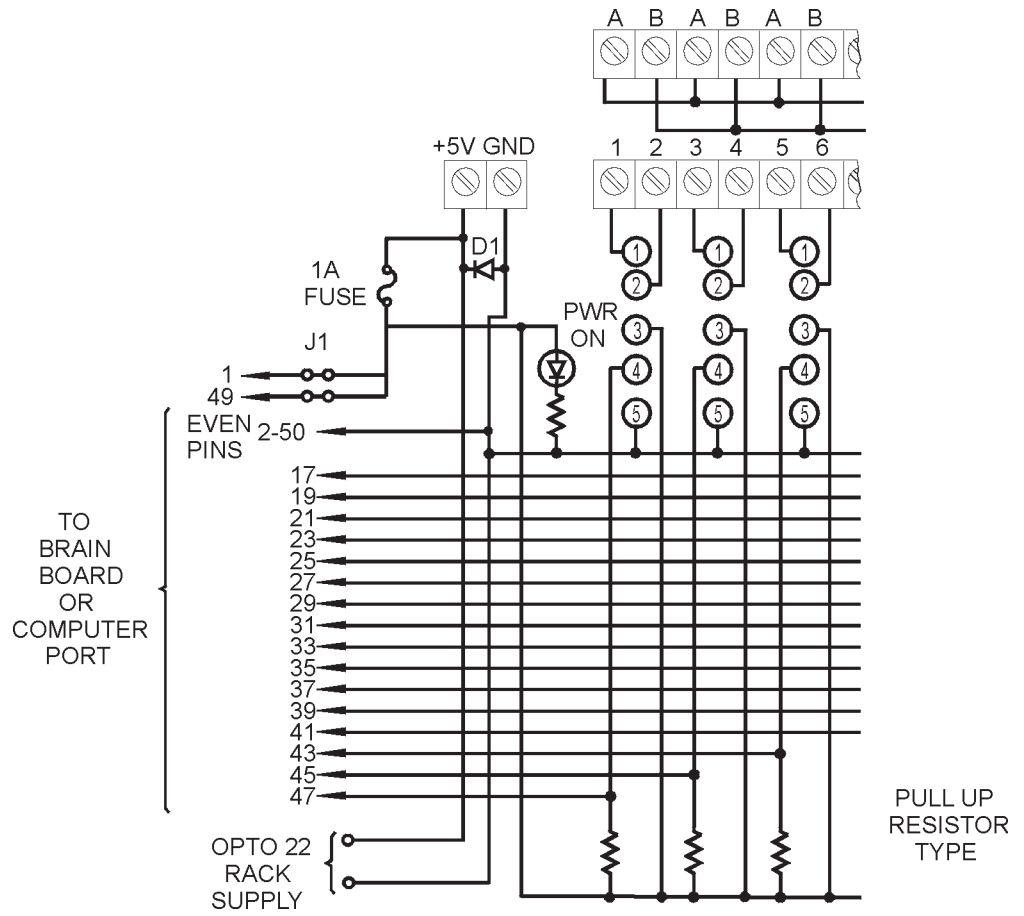 A B A B A B
+5V GND
1 2 3 4 5 6
D1
1A
FUSE
PWR
ON
J1
1 1 1
2 2 2
3 3 3
4 4 4
5 5 5
1
49
EVEN
PINS
2-50
17
19
21
23
25
27
29
31
33
35
37
39
41
43
45
47
TO
BRAIN
BOARD
OR
COMPUTER
PORT
OPTO 22
RACK
SUPPLY
PULL UP
RESISTOR
TYPE